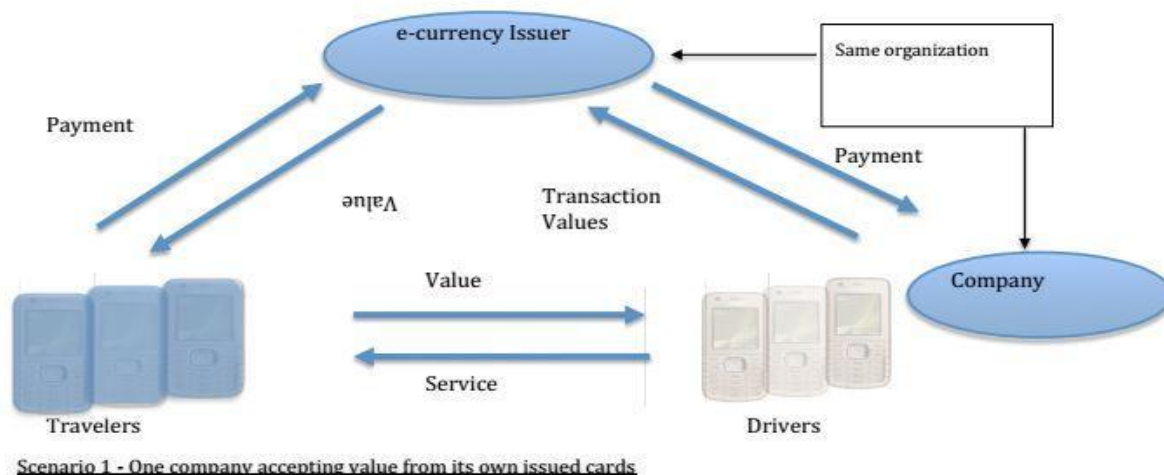 e-currency Issuer
Same organization
Payment
Payment
Value
Transaction
Values
Value
Company
Service
Travelers
Drivers
Scenario 1 - One company accepting value from its own issued cards